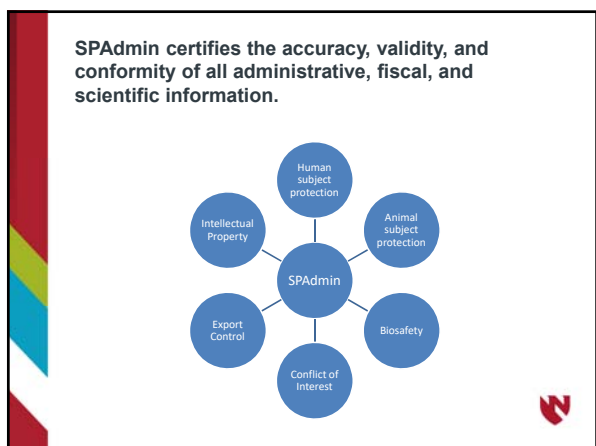 SPAdmin certifies the accuracy, validity, and
conformity of all administrative, fiscal, and
scientific information.
Human
subject
protection
Intellectual
Property
Animal
subject
protection
SPAdmin
Export
Control
Biosafety
Conflict of
Interest
N